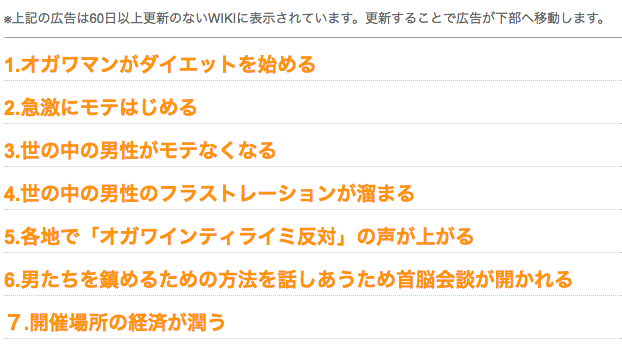 ※上記の広告は60日以上更新のないWIKIに表示されています。更新することで広告が下部へ移動します。
1.オガワマンがダイエットを始める
2.急激にモテはじめる
3.世の中の男性がモテなくなる
4.世の中の男性のフラストレーションが溜まる
5.各地で「オガワインティライミ反対」の声が上がる
6.男たちを鎮めるための方法を話しあうため首脳会談が開かれる
７.開催場所の経済が潤う